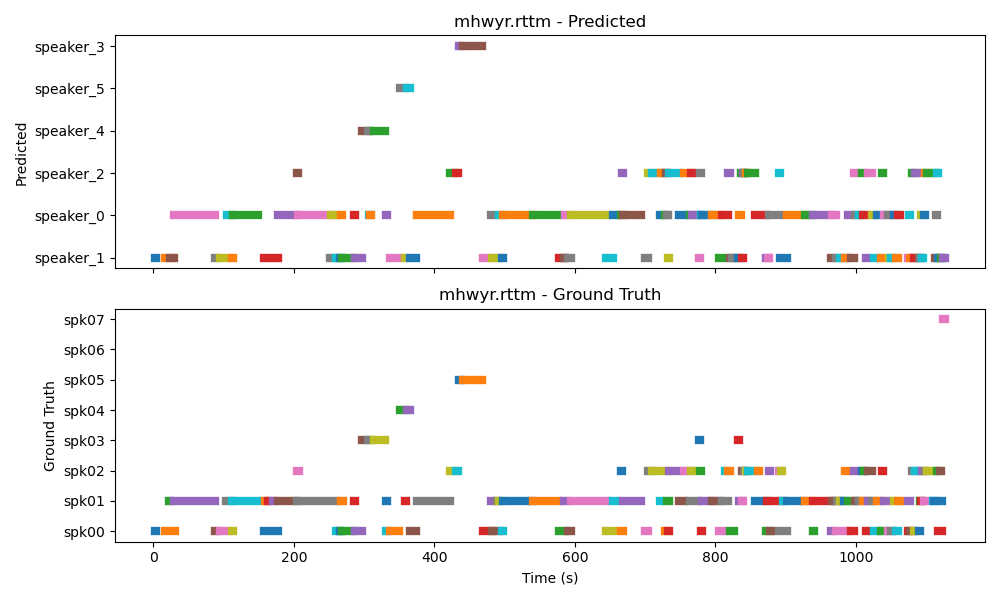 mhwyr.rttm - Predicted
speaker_3
speaker_5
speaker_4
speaker_2
speaker_0
speaker_1
Predicted
mhwyr.rttm - Ground Truth
spk07
spk06
spk05
spk04
spk03
spk02
spk01
spk00
Ground Truth
0 200 400 600 800 1000
Time (s)